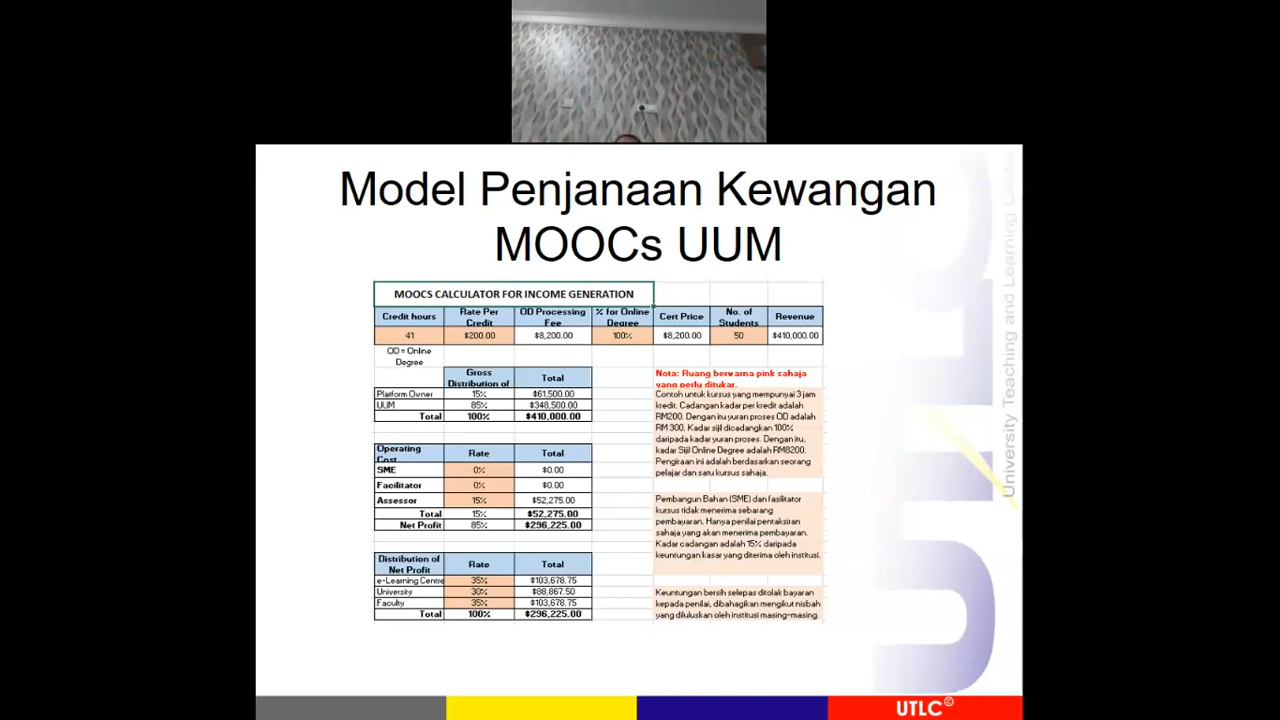 Model Penjanaan Kewangan
MOOCs UUM
MOOCS CALCULATOR FOR INCOME GENERATION
Credit hours Rate Per Credit OD Processing Fee % for Online Degree Cert Price No. of Students Revenue
41 $200.00 $8,200.00 100% $8,200.00 50 $410,000.00
OD = Online
Degree
Gross Distribution of Total
Platform Owner 15% $61,500.00
UUM 85% $348,500.00
Total 100% $410,000.00
Operating Cost Rate Total
SME 0% $0.00
Facilitator 0% $0.00
Assessor 15% $52,275.00
Total 15% $52,275.00
Net Profit 85% $296,225.00
Distribution of Net Profit Rate Total
e-Learning Centre 35% $103,678.75
University 30% $88,867.50
Faculty 35% $103,678.75
Total 100% $296,225.00
Nota: Ruang berwarna pink sahaja
yang perlu ditukar.
Contoh untuk kursus yang mempunyai 3 jam
kredit. Cadangan kadar per kredit adalah
RM200. Dengan itu yuran proses OD adalah
RM 300. Kadar sijil dicadangkan 100%
daripada kadar yuran proses. Dengan itu,
kadar Sijil Online Degree adalah RM8200.
Pengiraan ini adalah berdasarkan seorang
pelajar dan satu kursus sahaja.
Pembangun Bahan (SME) dan fasilitator
kursus tidak menerima sebarang
pembayaran. Hanya penilai pentaksiran
sahaja yang akan menerima pembayaran.
Kadar cadangan adalah 15% daripada
keuntungan kasar yang diterima oleh institusi.
Keuntungan bersih selepas ditolak bayaran
kepada penilai, dibahagikan mengikut nisbah
yang diluluskan oleh institusi masing-masing.
University Teaching and Learning Centre
UTLC
UTLC©